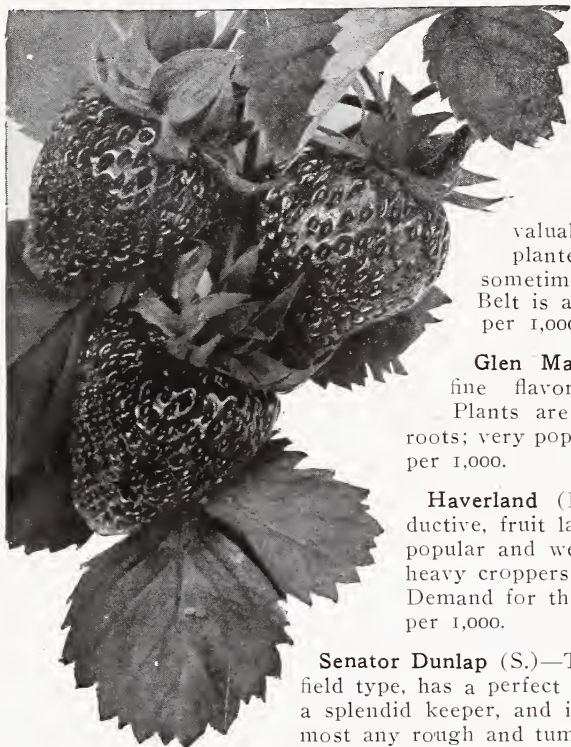 valuab
plante
sometim
Belt is a
per 1,000
Glen Ma
fine flavor
Plants are
roots; very pop
per 1,000.
Haverland (I
ductive, fruit la
popular and we
heavy croppers
Demand for th
per 1,000.
Senator Dunlap (S.)—T
field type, has a perfect
a splendid keeper, and i
most any rough and tum